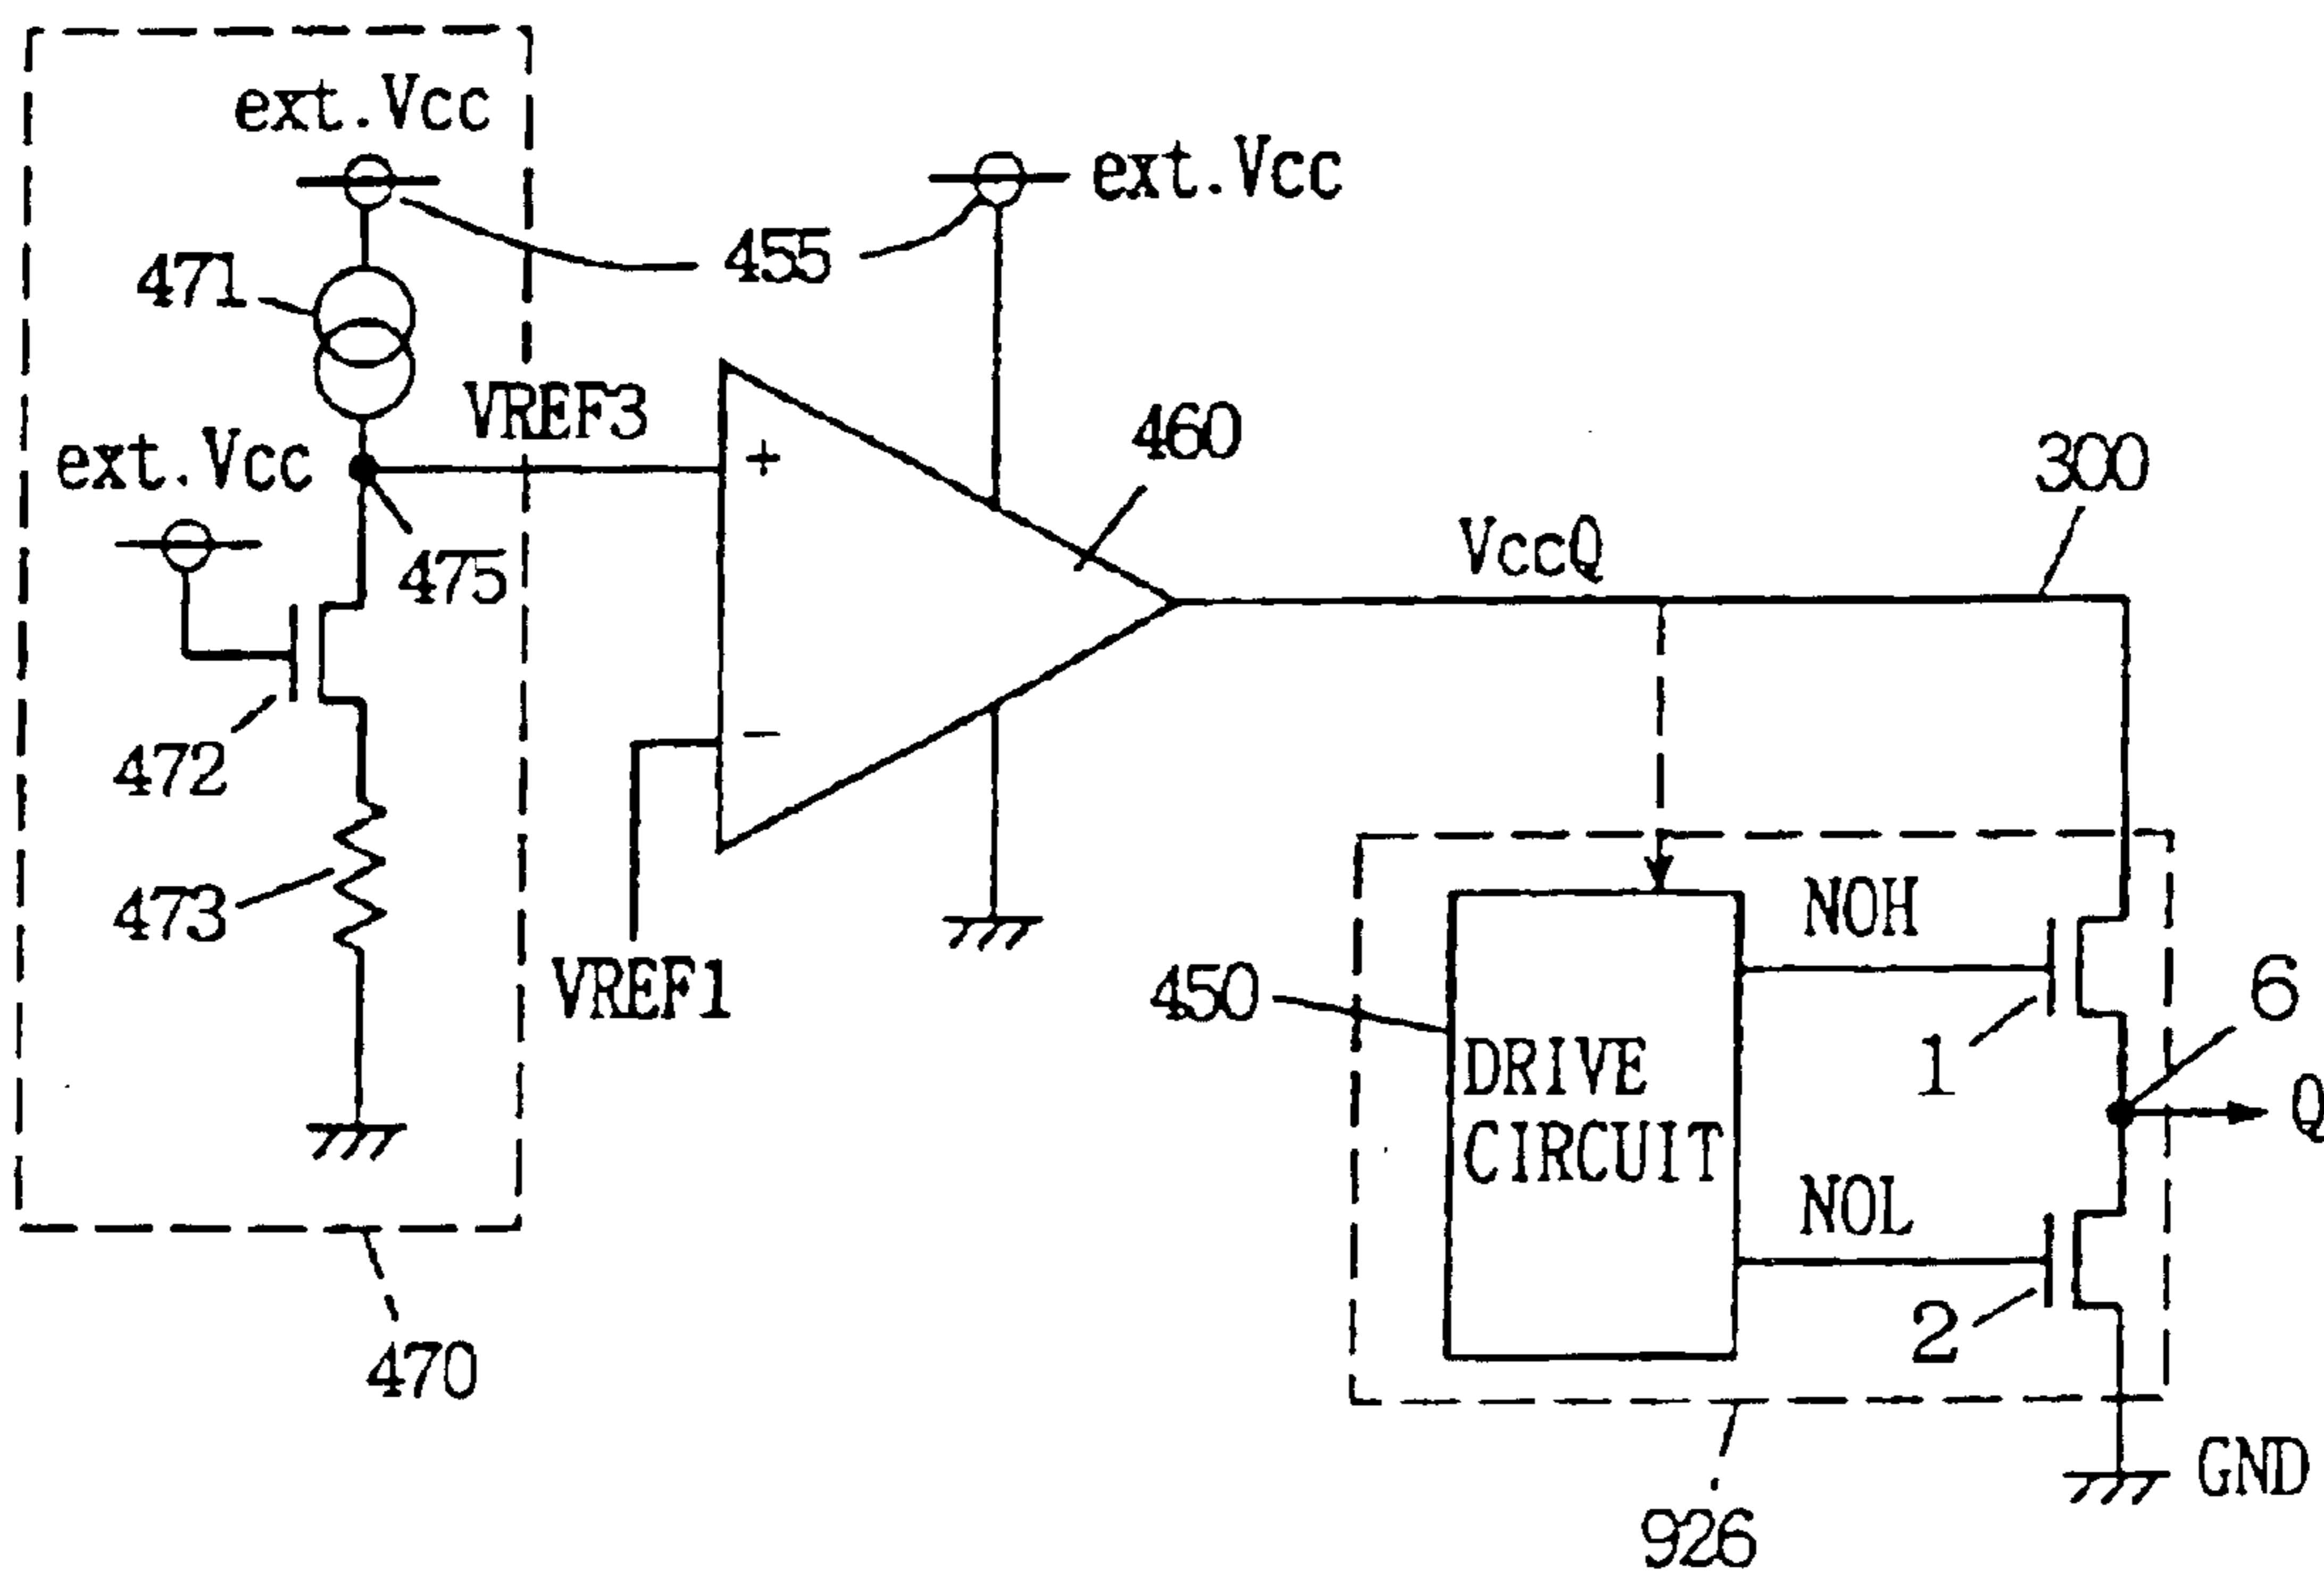 ext.Vcc
ext.Vcc
455
471
VREF3
460
300
ext.Vcc
VccQ
475
+
-
472
473
VREF1
NOH
450
6
1
DRIVE
CIRCUIT
Q
NOL
2
470
GND
926